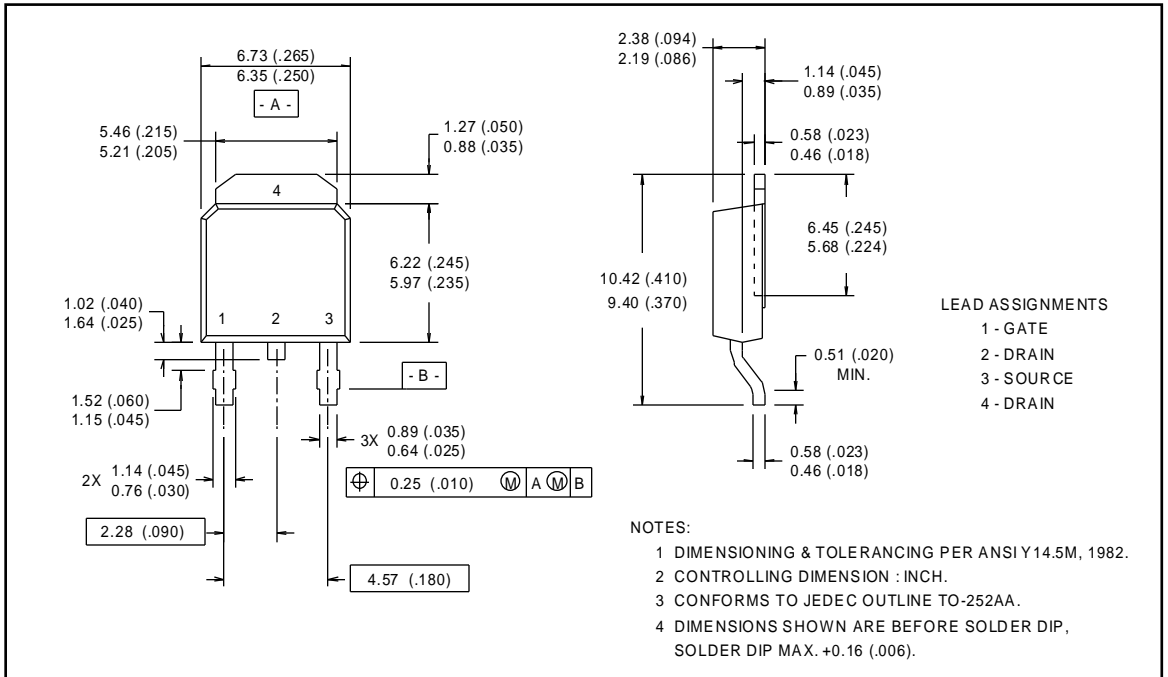 6.73 (.265)
6.35 (.250)
- A -
5.46 (.215)
5.21 (.205)
1.27 (.050)
0.88 (.035)
4
6.22 (.245)
5.97 (.235)
1.02 (.040)
1.64 (.025)
1 2 3
- B -
1.52 (.060)
1.15 (.045)
3X 0.89 (.035)
0.64 (.025)
2X 1.14 (.045)
0.76 (.030)
⌖ 0.25 (.010) Ⓜ A Ⓜ B
2.28 (.090)
4.57 (.180)
2.38 (.094)
2.19 (.086)
1.14 (.045)
0.89 (.035)
0.58 (.023)
0.46 (.018)
6.45 (.245)
5.68 (.224)
10.42 (.410)
9.40 (.370)
0.51 (.020)
MIN.
0.58 (.023)
0.46 (.018)
LEAD ASSIGNMENTS
1 - GATE
2 - DRAIN
3 - SOURCE
4 - DRAIN
NOTES:
1 DIMENSIONING & TOLERANCING PER ANSI Y14.5M, 1982.
2 CONTROLLING DIMENSION : INCH.
3 CONFORMS TO JEDEC OUTLINE TO-252AA.
4 DIMENSIONS SHOWN ARE BEFORE SOLDER DIP,
SOLDER DIP MAX. +0.16 (.006).